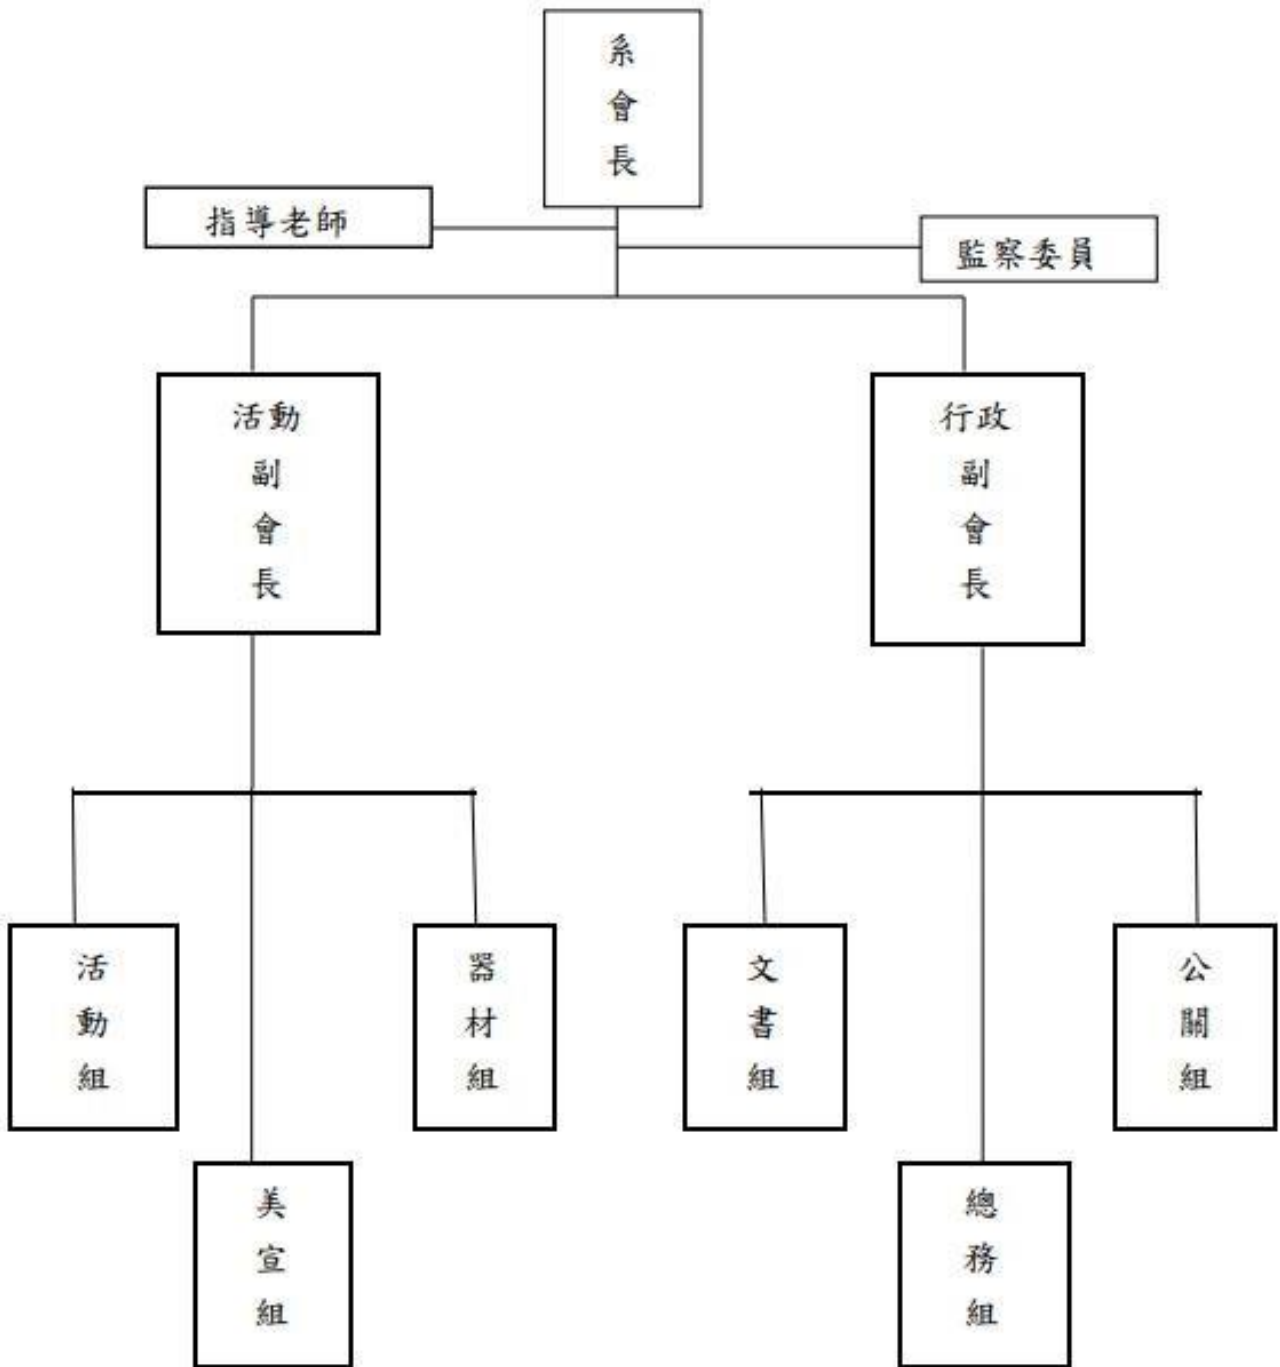 系會長
指導老師
監察委員
活動副會長
行政副會長
活動組
器材組
文書組
公關組
美宣組
總務組